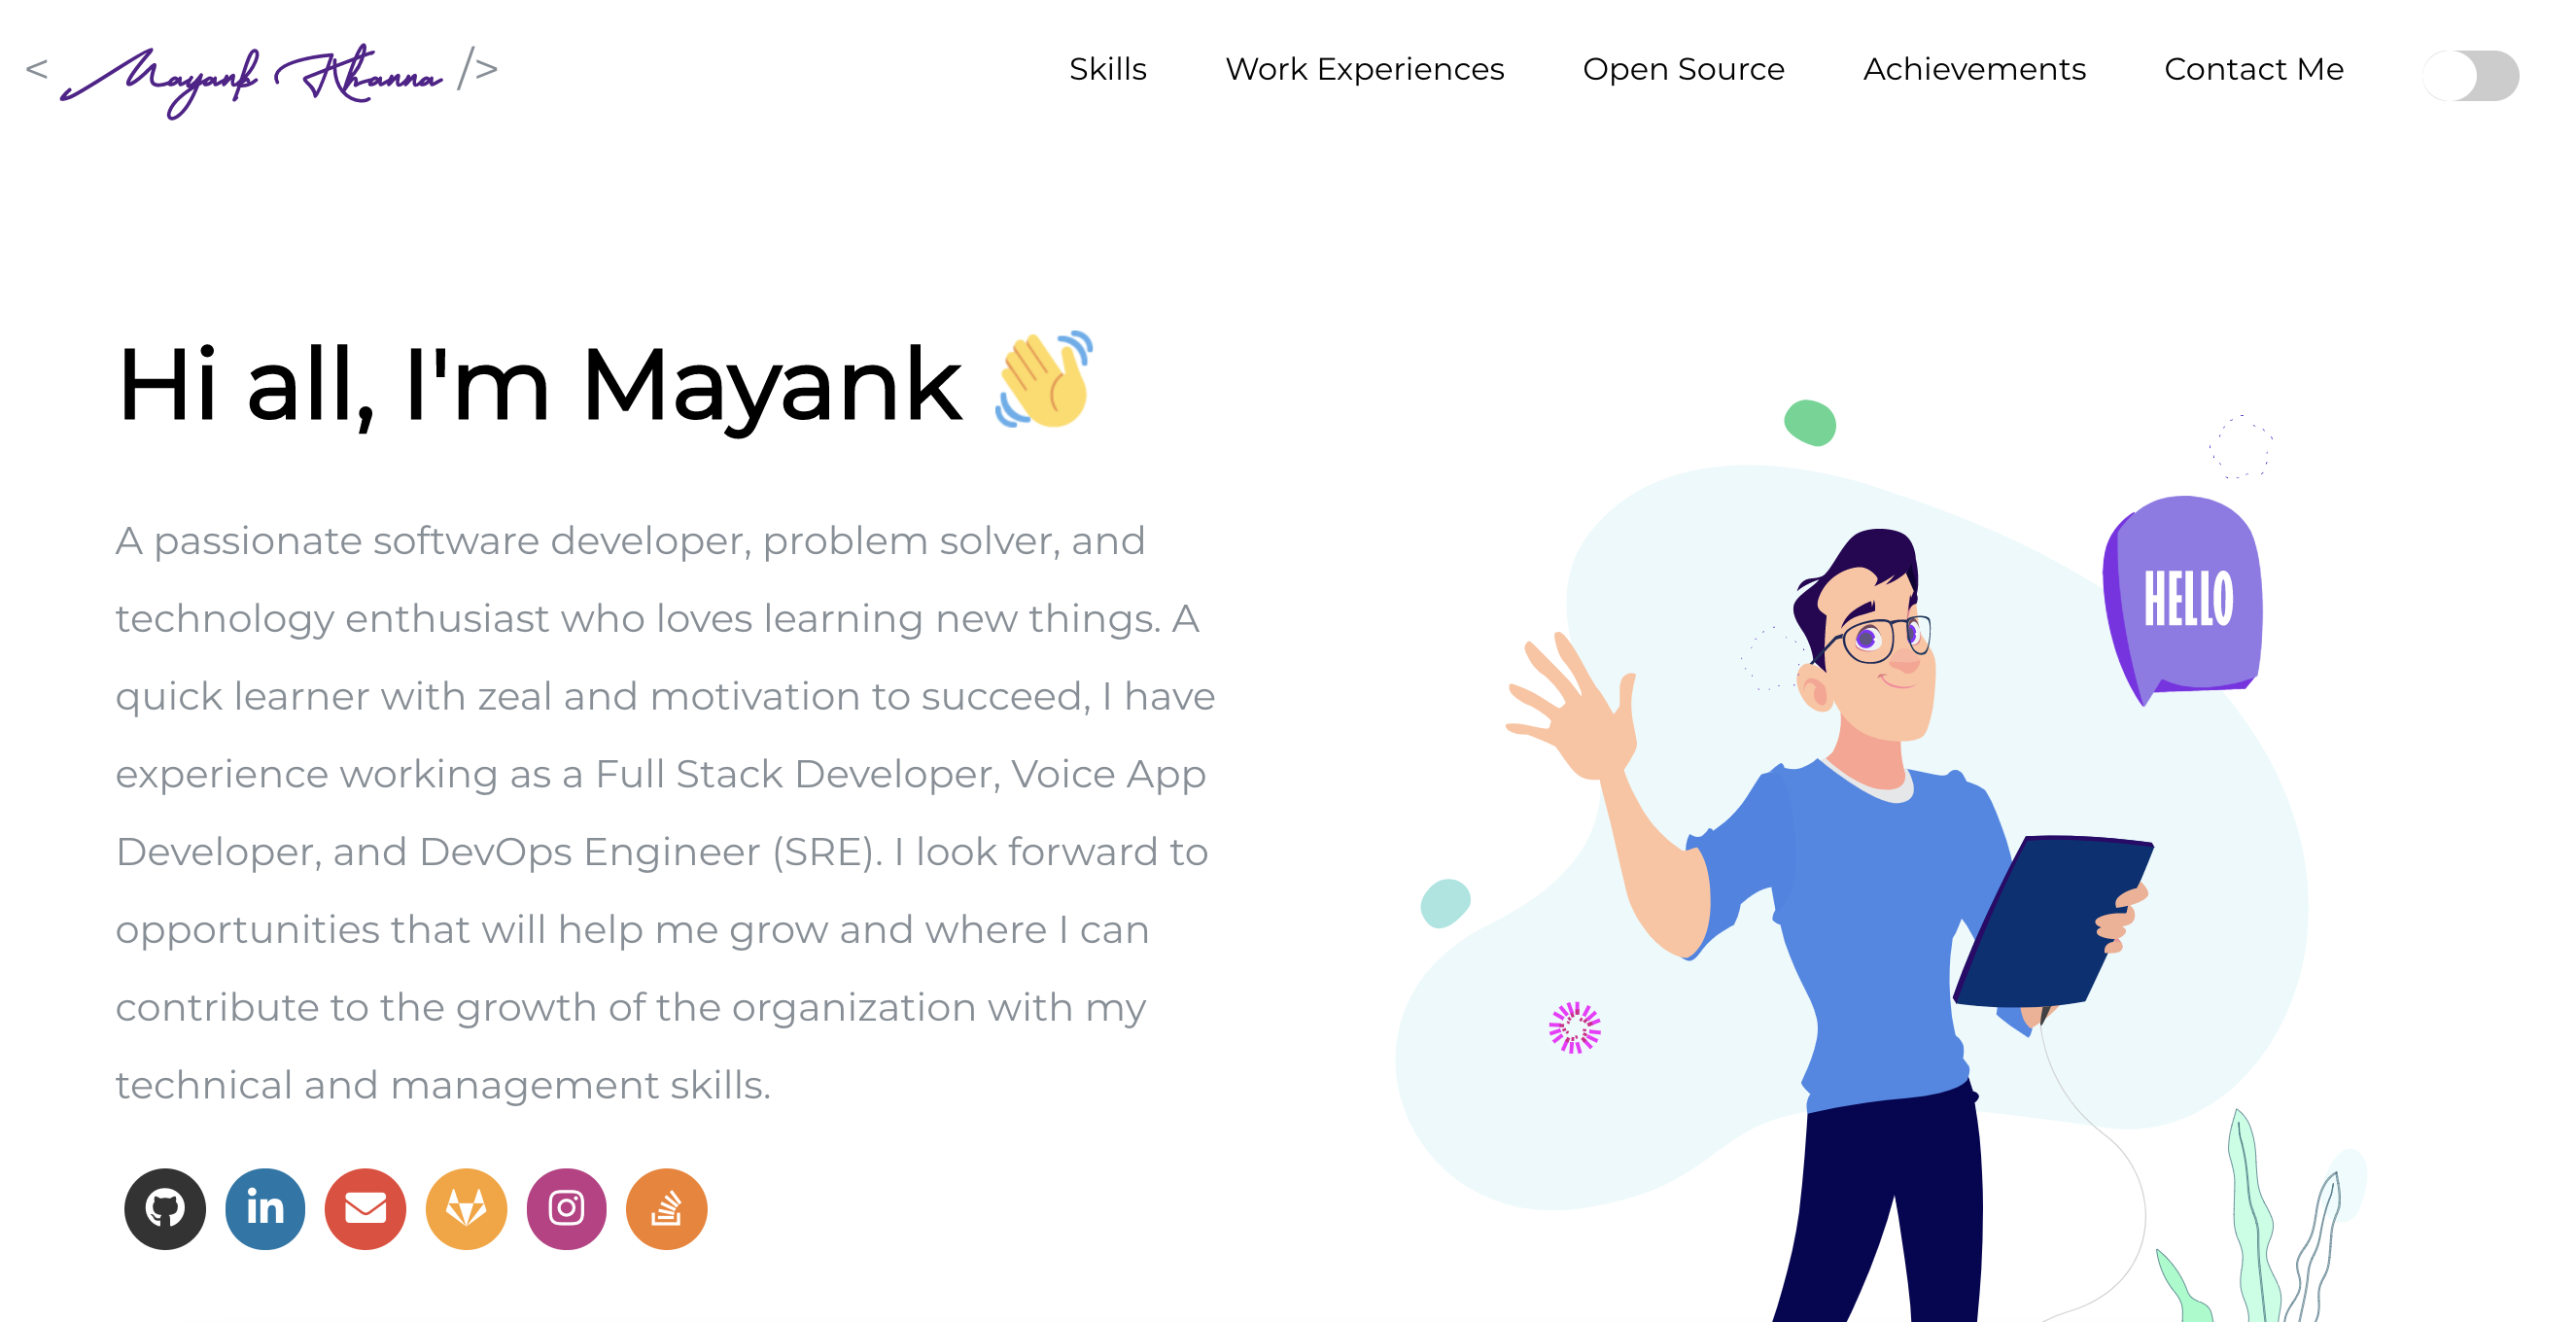 < Mayank Khanna />
Skills
Work Experiences
Open Source
Achievements
Contact Me
Hi all, I'm Mayank 👋
A passionate software developer, problem solver, and
technology enthusiast who loves learning new things. A
quick learner with zeal and motivation to succeed, I have
experience working as a Full Stack Developer, Voice App
Developer, and DevOps Engineer (SRE). I look forward to
opportunities that will help me grow and where I can
contribute to the growth of the organization with my
technical and management skills.
in
HELLO